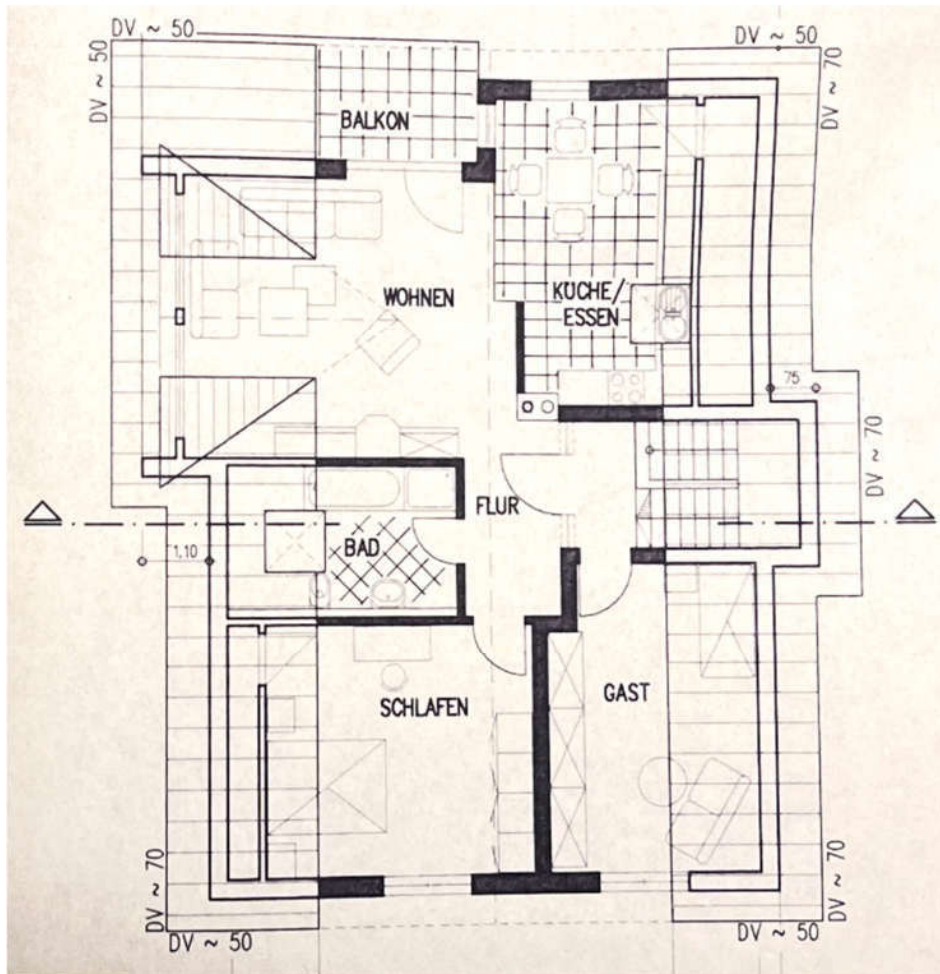 DV ~ 50
DV ~ 50
DV ~ 50
DV ~ 70
BALKON
WOHNEN
KÜCHE/
ESSEN
75
DV ~ 70
FLUR
BAD
1,10
SCHLAFEN
GAST
DV ~ 70
DV ~ 50
DV ~ 70
DV ~ 50